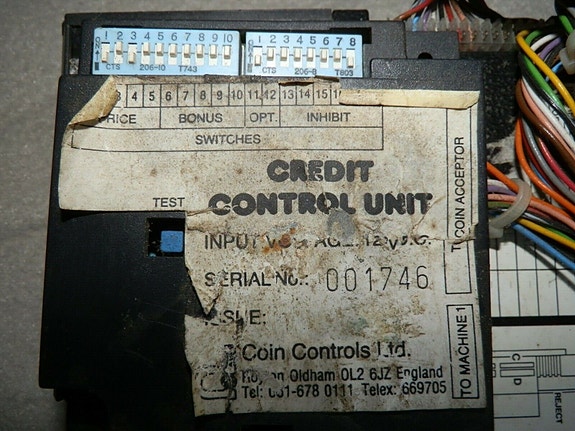 1 2 3 4 5 6 7 8 9 10
CTS 206-10 T743
1 2 3 4 5 6 7 8
CTS 206-8 T803
3 4 5 6 7 8 9 10 11 12 13 14 15
PRICE BONUS OPT. INHIBIT
SWITCHES
CREDIT
CONTROL UNIT
TEST
INPUT VOLTAGE: 12V D.C.
SERIAL No.: 001746
ISSUE:
Coin Controls Ltd.
Royton Oldham OL2 6JZ England
Tel: 061-678 0111 Telex: 669705
TO COIN ACCEPTOR
TO MACHINE 1
C
D
REJECT